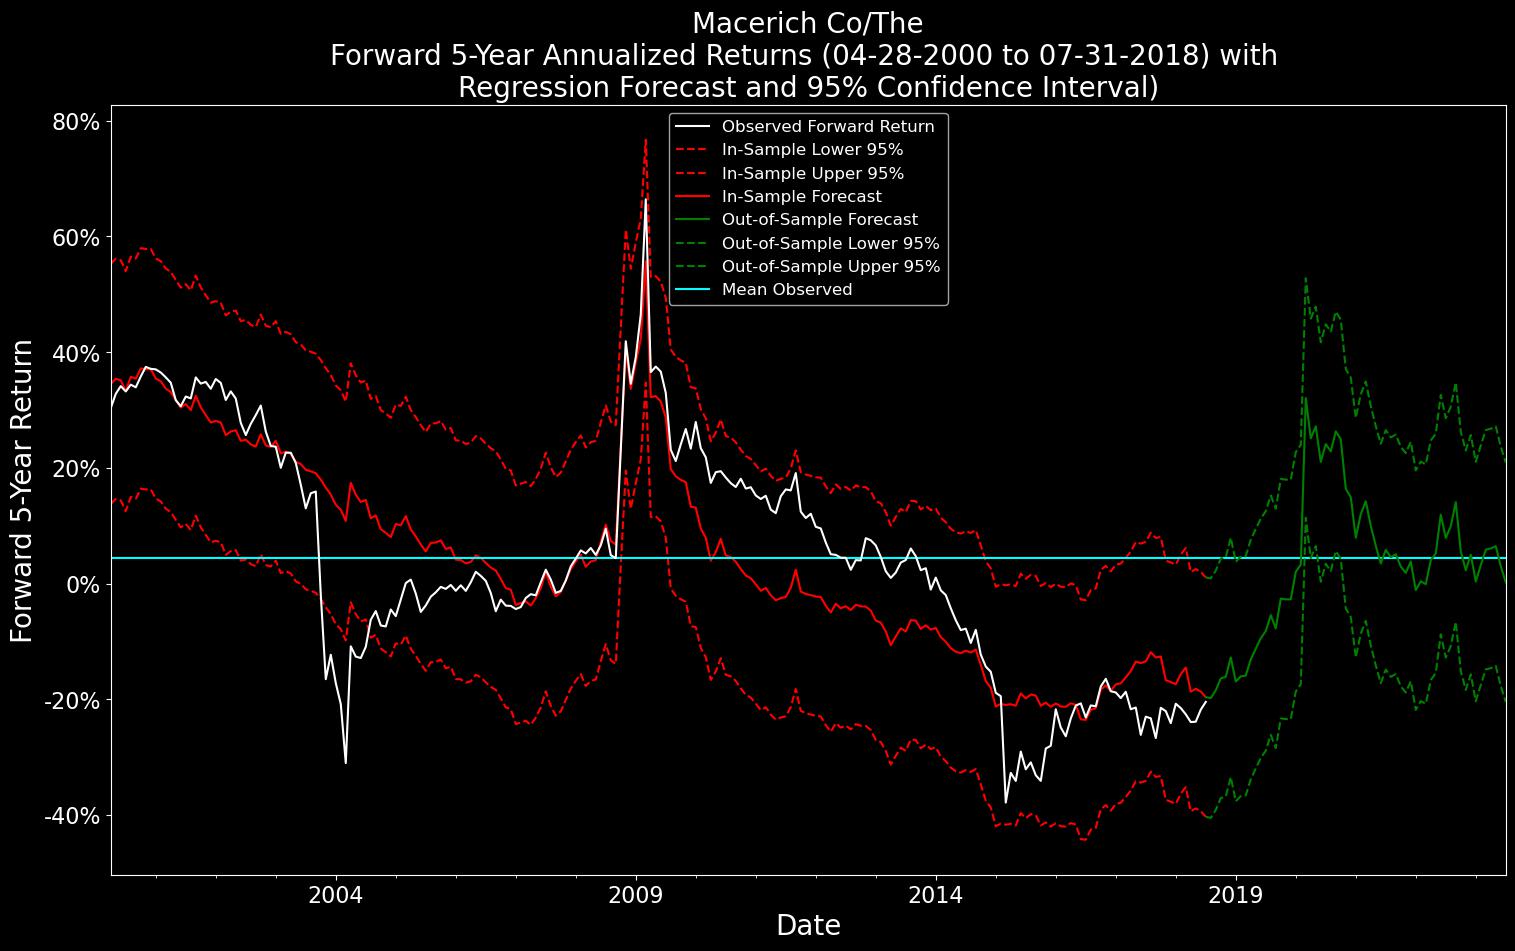 Macerich Co/The
Forward 5-Year Annualized Returns (04-28-2000 to 07-31-2018) with
Regression Forecast and 95% Confidence Interval)
Observed Forward Return
In-Sample Lower 95%
In-Sample Upper 95%
In-Sample Forecast
Out-of-Sample Forecast
Out-of-Sample Lower 95%
Out-of-Sample Upper 95%
Mean Observed
Forward 5-Year Return
80%
60%
40%
20%
0%
-20%
-40%
2004
2009
2014
2019
Date